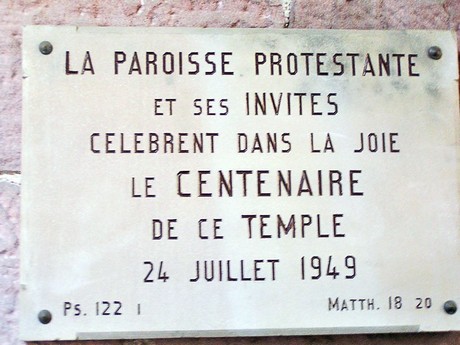 LA PAROISSE PROTESTANTE
ET SES INVITES
CELEBRENT DANS LA JOIE
LE CENTENAIRE
DE CE TEMPLE
24 JUILLET 1949
PS. 122 1 MATTH. 18 20